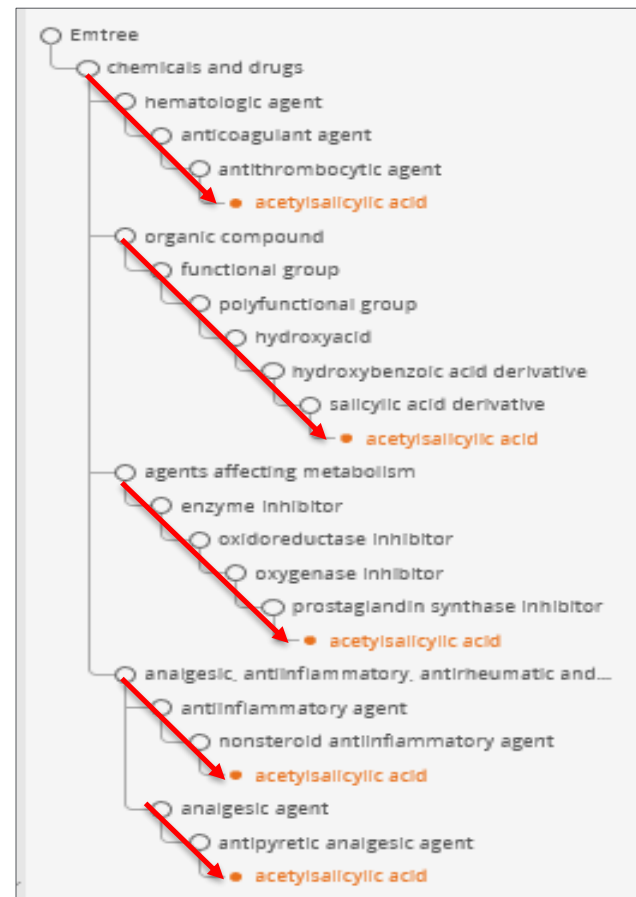 Emtree
chemicals and drugs
hematologic agent
anticoagulant agent
antithrombocytic agent
acetylsalicylic acid
organic compound
functional group
polyfunctional group
hydroxyacid
hydroxybenzoic acid derivative
salicylic acid derivative
acetylsalicylic acid
agents affecting metabolism
enzyme inhibitor
oxidoreductase inhibitor
oxygenase inhibitor
prostaglandin synthase inhibitor
acetylsalicylic acid
analgesic, antiinflammatory, antirheumatic and...
antiinflammatory agent
nonsteroid antiinflammatory agent
acetylsalicylic acid
analgesic agent
antipyretic analgesic agent
acetylsalicylic acid